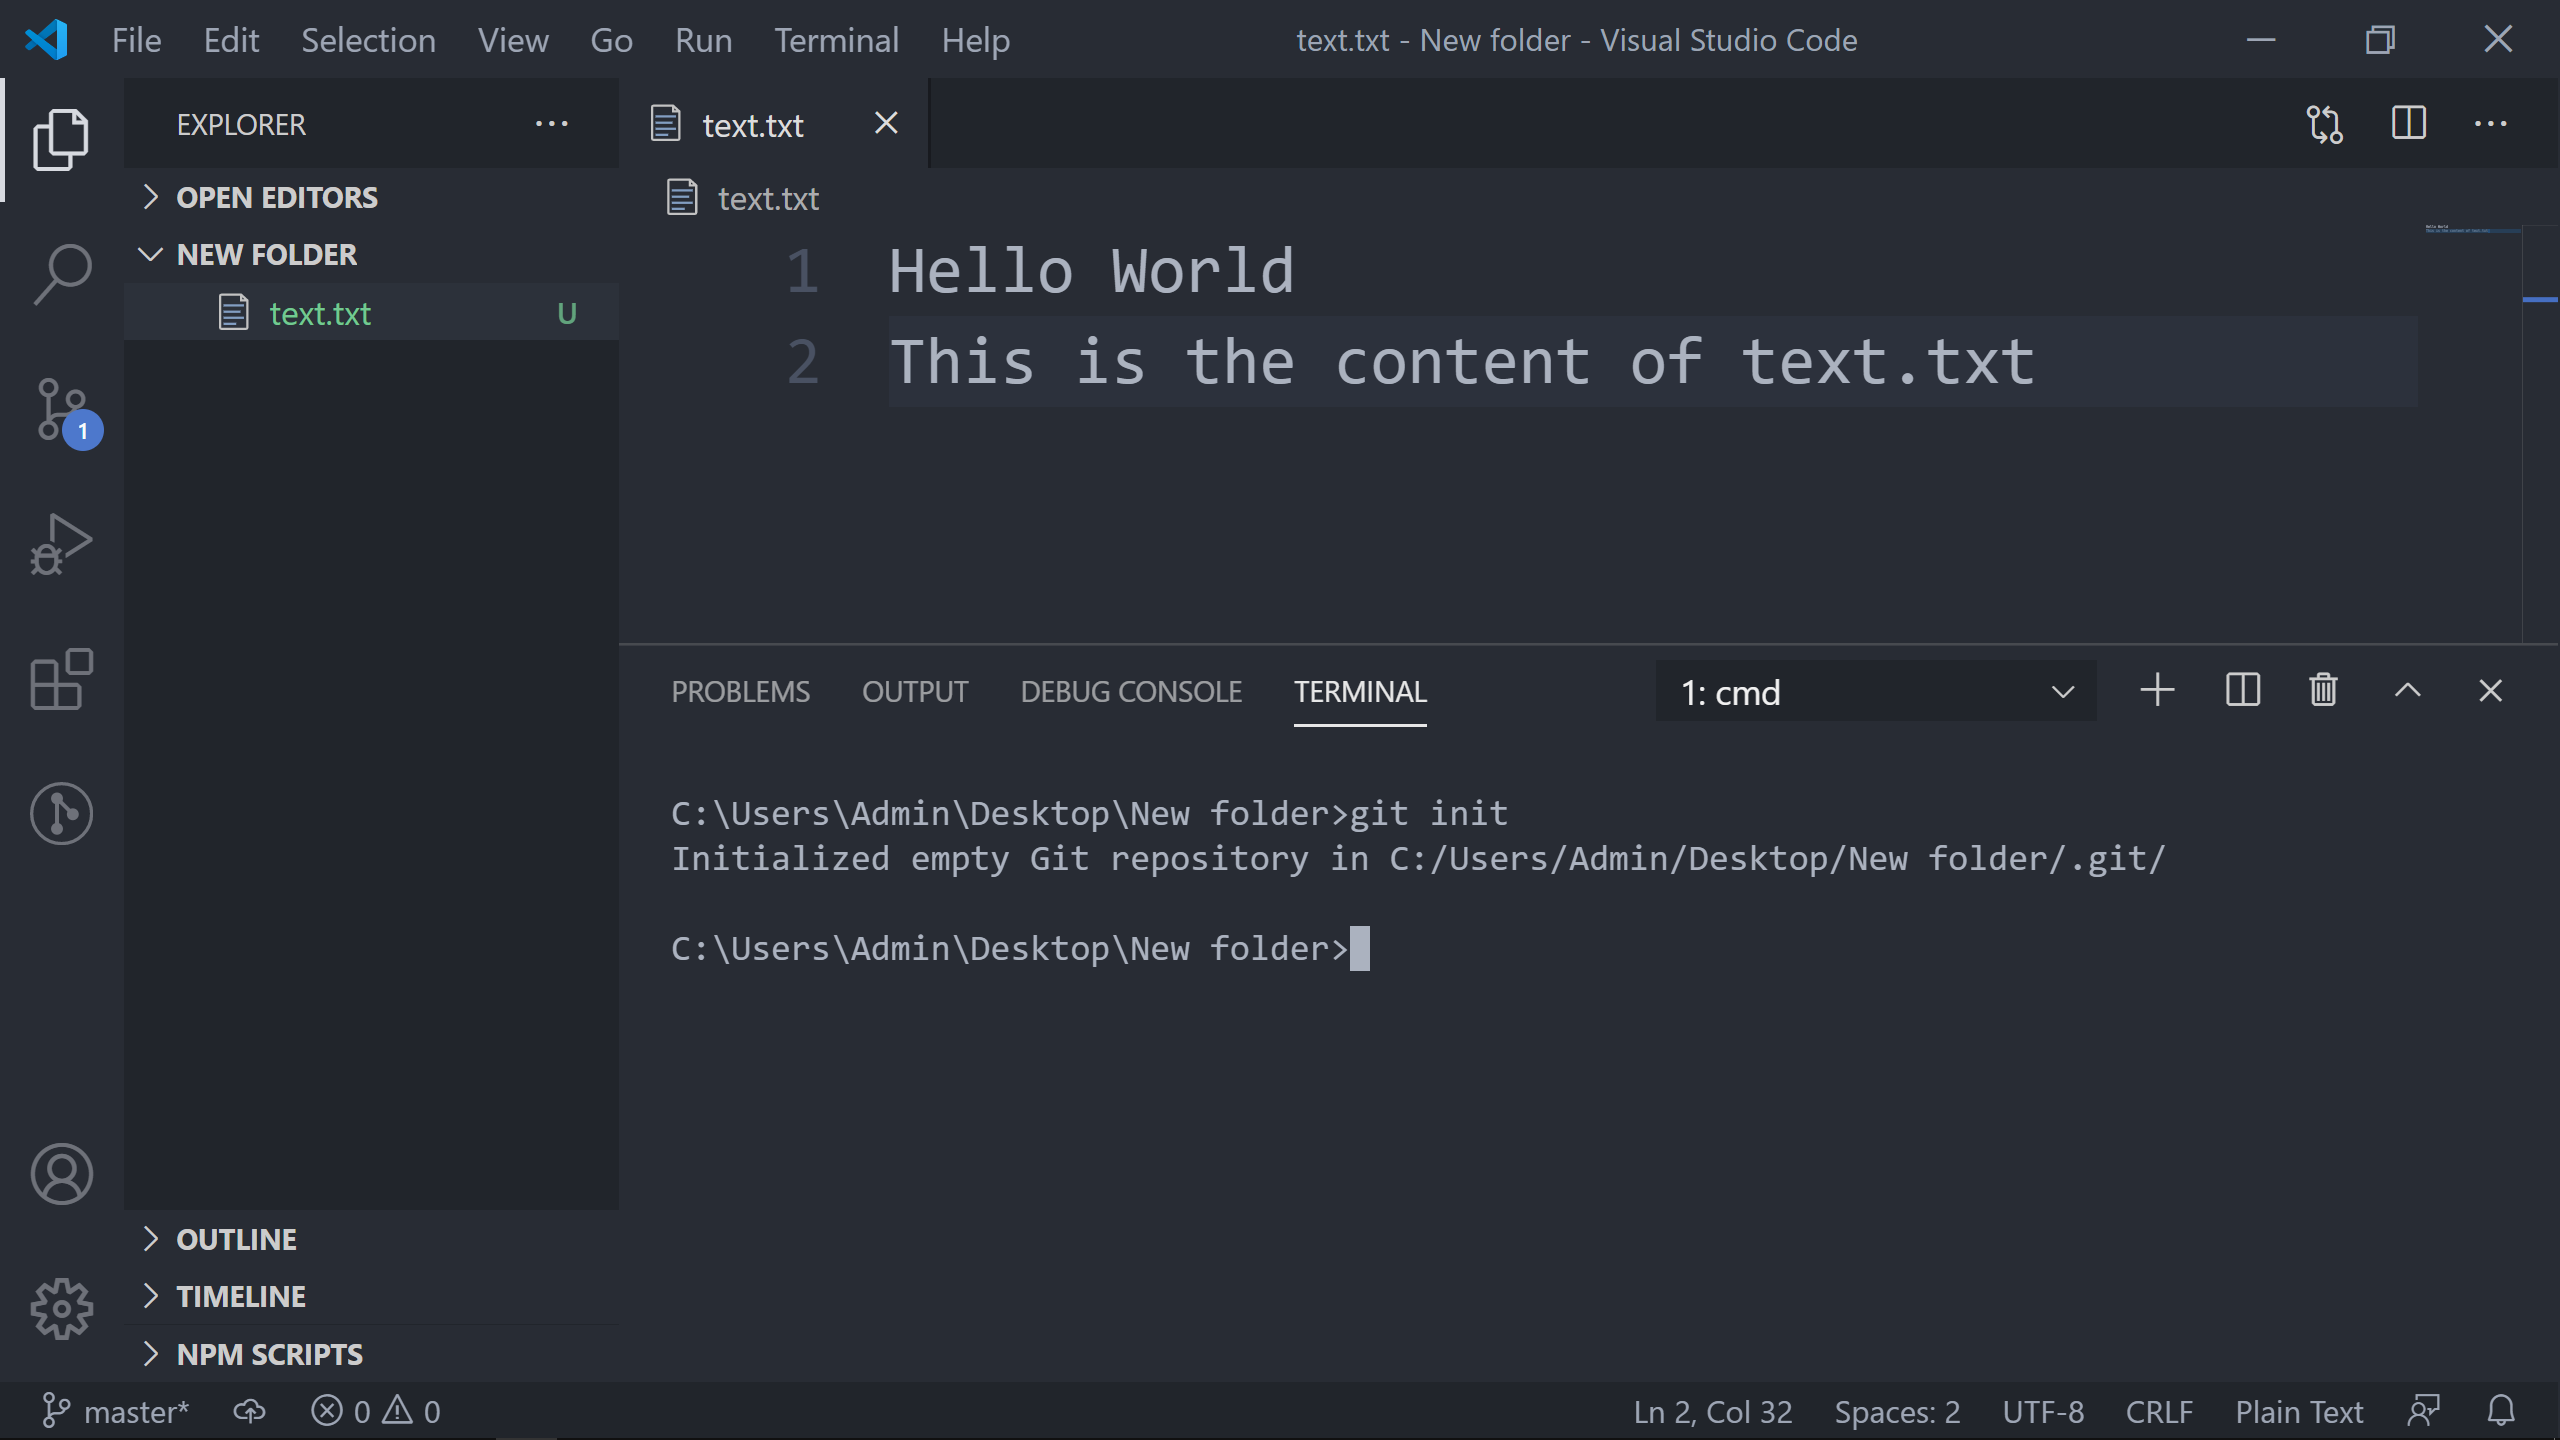 File Edit Selection View Go Run Terminal Help text.txt - New folder - Visual Studio Code
EXPLORER
OPEN EDITORS
NEW FOLDER
text.txt U
1
text.txt
text.txt
1 Hello World
2 This is the content of text.txt
PROBLEMS OUTPUT DEBUG CONSOLE TERMINAL 1: cmd
C:\Users\Admin\Desktop\New folder>git init
Initialized empty Git repository in C:/Users/Admin/Desktop/New folder/.git/
C:\Users\Admin\Desktop\New folder>
OUTLINE
TIMELINE
NPM SCRIPTS
master* 0 0 Ln 2, Col 32 Spaces: 2 UTF-8 CRLF Plain Text